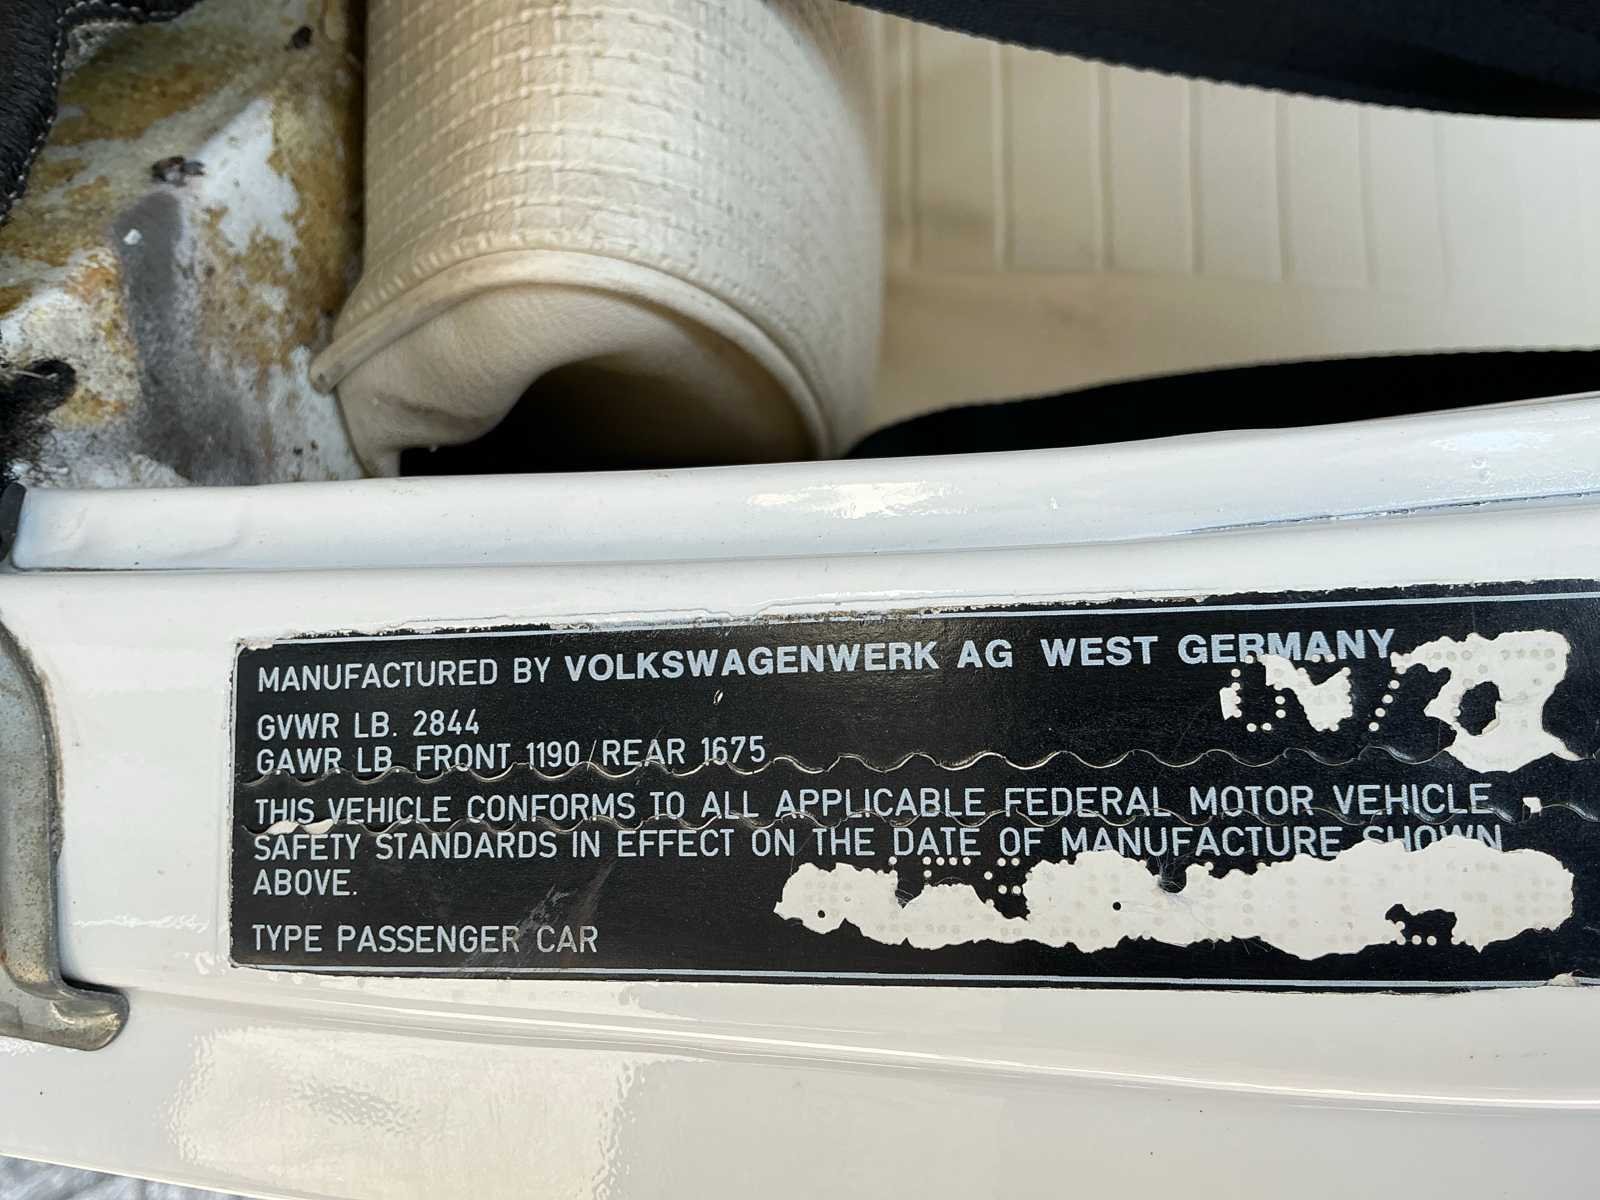 MANUFACTURED BY VOLKSWAGENWERK AG WEST GERMANY
GVWR LB. 2844
GAWR LB. FRONT 1190/REAR 1675
THIS VEHICLE CONFORMS TO ALL APPLICABLE FEDERAL MOTOR VEHICLE
SAFETY STANDARDS IN EFFECT ON THE DATE OF MANUFACTURE SHOWN
ABOVE.
TYPE PASSENGER CAR